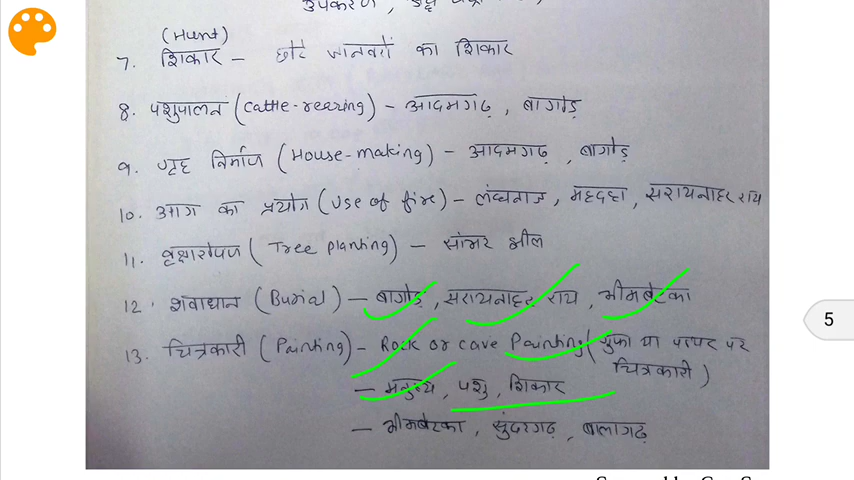 (Hunt)
7. शिकार – छोटे जानवरों का शिकार
8. पशुपालन (Cattle-reering) – आदमगढ़, बागोड़
9. गृह निर्माण (House-making) – आदमगढ़, बागोड़
10. आग का प्रयोग (Use of fire) – लंघनाज, महदहा, सरायनाहर राय
11. वृक्षारोपण (Tree planting) – सांभर झील
12. शवाधान (Burial) – बागोड़, सरायनाहर राय, भीमबेटका
13. चित्रकारी (Painting) – Rock or cave Painting (गुफा या पत्थर पर
चित्रकारी)
– मनुष्य, पशु, शिकार
– भीमबेटका, सुंदरगढ़, बालागढ़
5